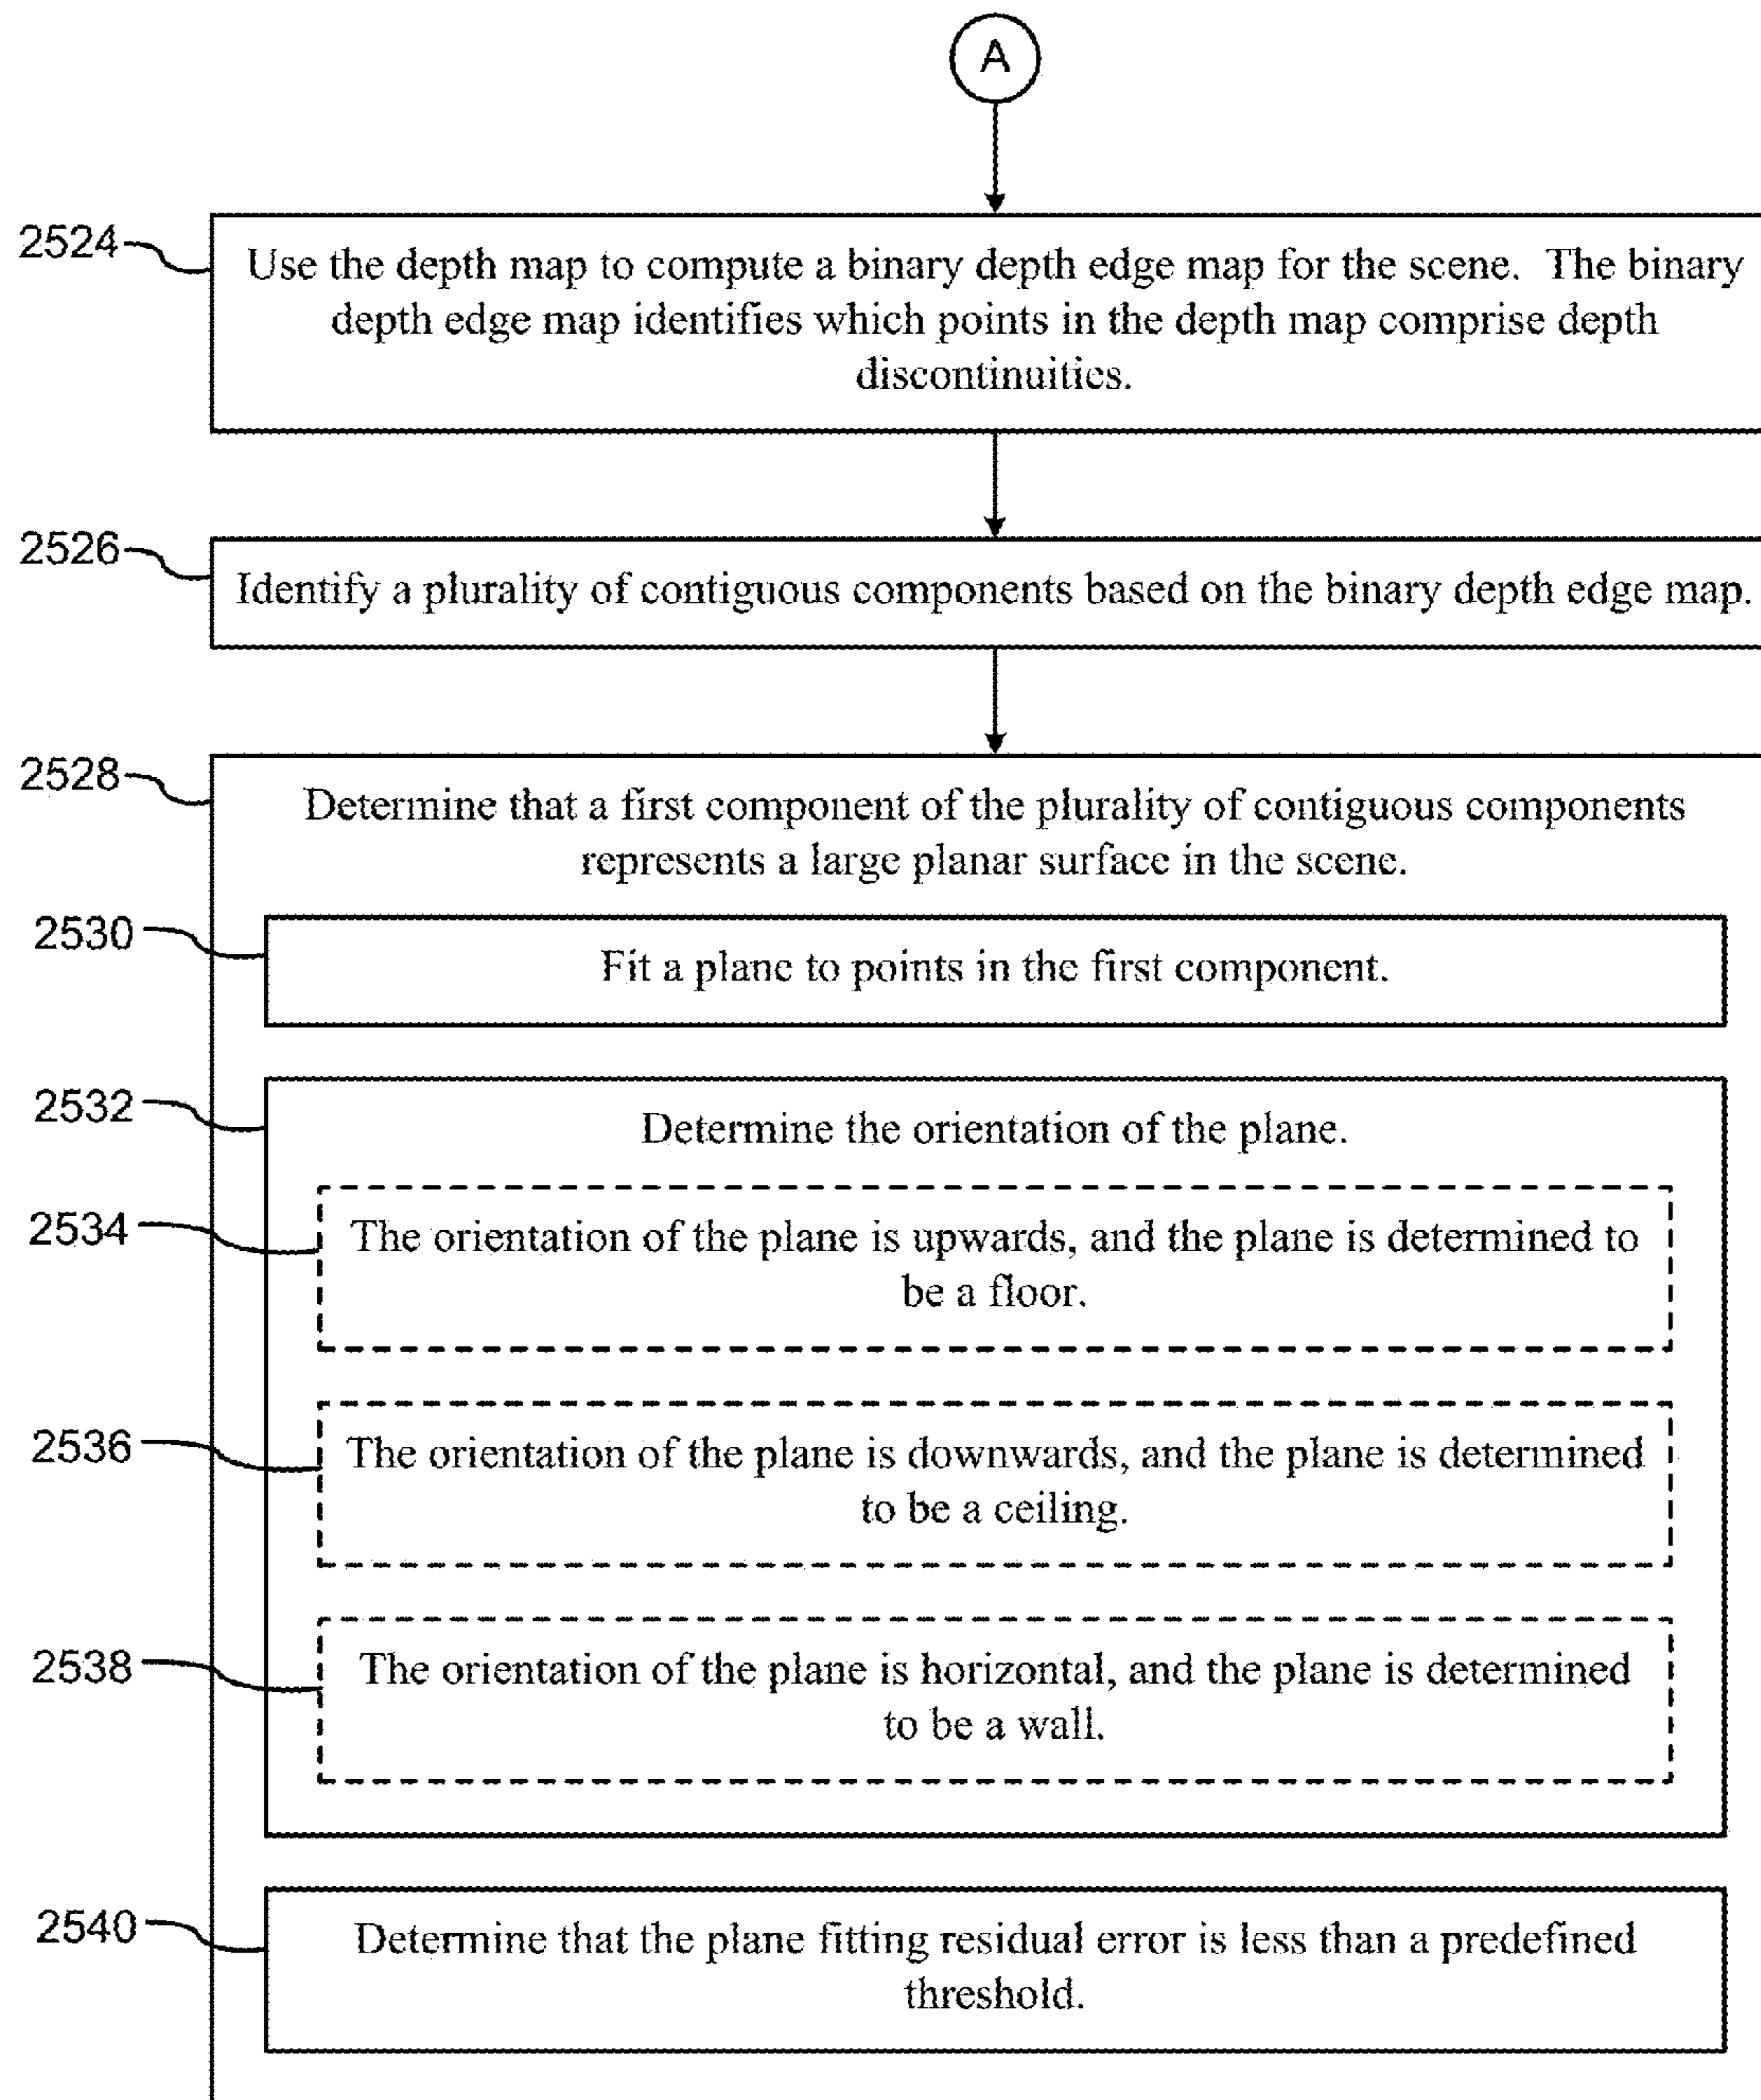 A
2524
Use the depth map to compute a binary depth edge map for the scene. The binary
depth edge map identifies which points in the depth map comprise depth
discontinuities.
2526
Identify a plurality of contiguous components based on the binary depth edge map.
2528
Determine that a first component of the plurality of contiguous components
represents a large planar surface in the scene.
2530
Fit a plane to points in the first component.
2532
Determine the orientation of the plane.
2534
The orientation of the plane is upwards, and the plane is determined to
be a floor.
2536
The orientation of the plane is downwards, and the plane is determined
to be a ceiling.
2538
The orientation of the plane is horizontal, and the plane is determined
to be a wall.
2540
Determine that the plane fitting residual error is less than a predefined
threshold.